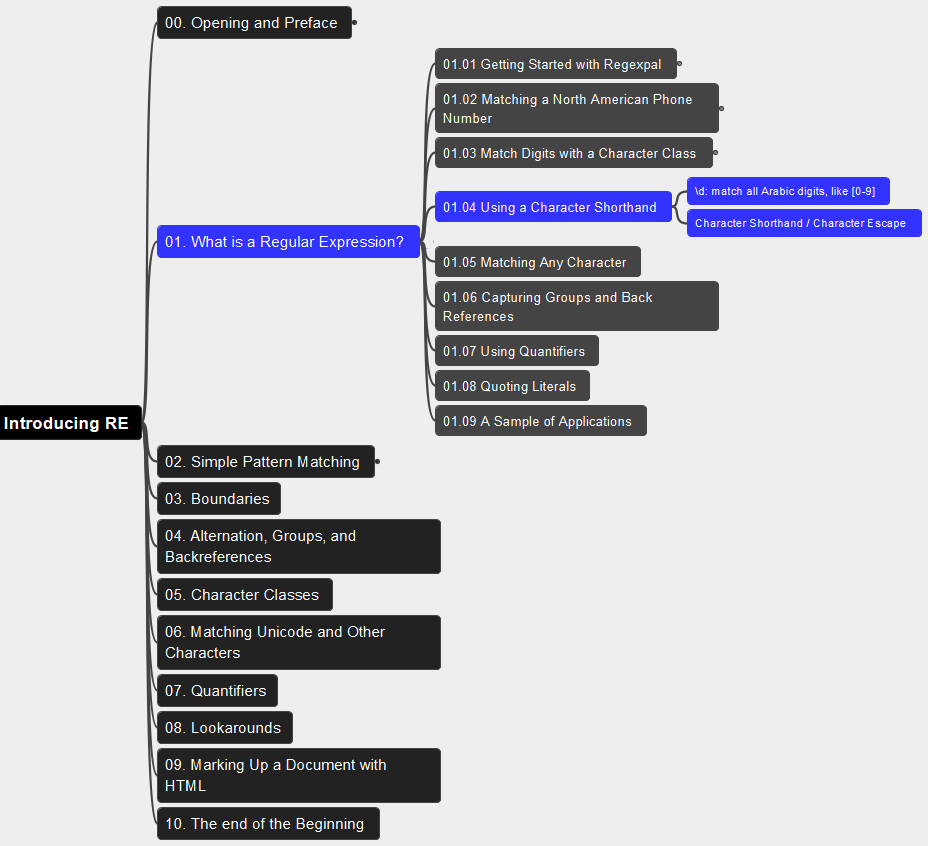 00. Opening and Preface
01.01 Getting Started with Regexpal
01.02 Matching a North American Phone
Number
01.03 Match Digits with a Character Class
\d: match all Arabic digits, like [0-9]
01.04 Using a Character Shorthand
Character Shorthand / Character Escape
01. What is a Regular Expression?
01.05 Matching Any Character
01.06 Capturing Groups and Back
References
01.07 Using Quantifiers
01.08 Quoting Literals
01.09 A Sample of Applications
Introducing RE
02. Simple Pattern Matching
03. Boundaries
04. Alternation, Groups, and
Backreferences
05. Character Classes
06. Matching Unicode and Other
Characters
07. Quantifiers
08. Lookarounds
09. Marking Up a Document with
HTML
10. The end of the Beginning